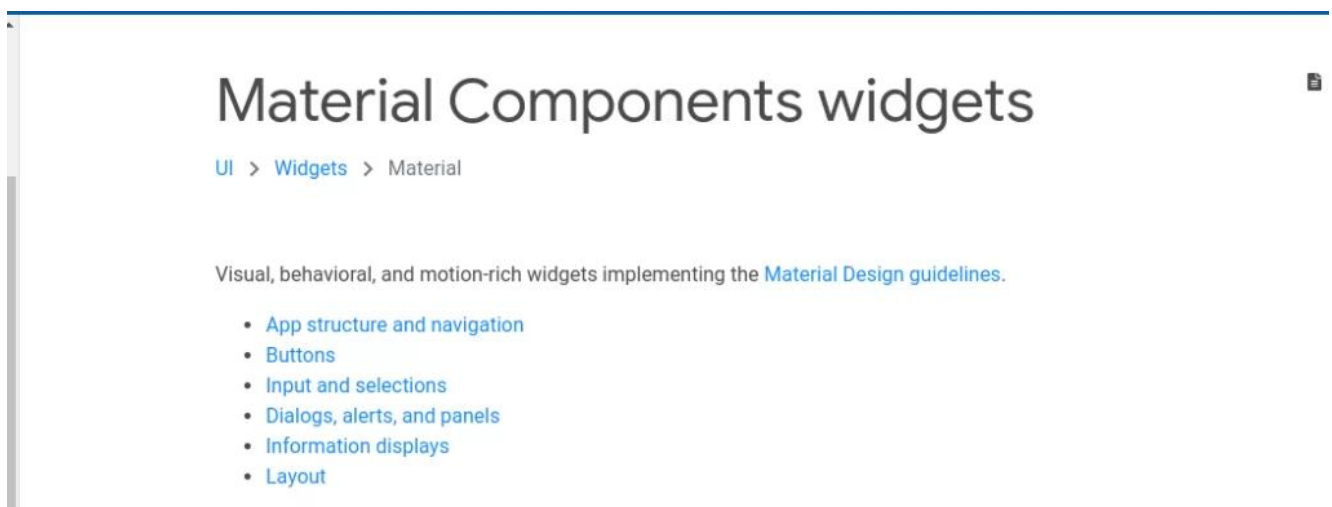 Material Components widgets
UI > Widgets > Material
Visual, behavioral, and motion-rich widgets implementing the Material Design guidelines.
• App structure and navigation
• Buttons
• Input and selections
• Dialogs, alerts, and panels
• Information displays
• Layout